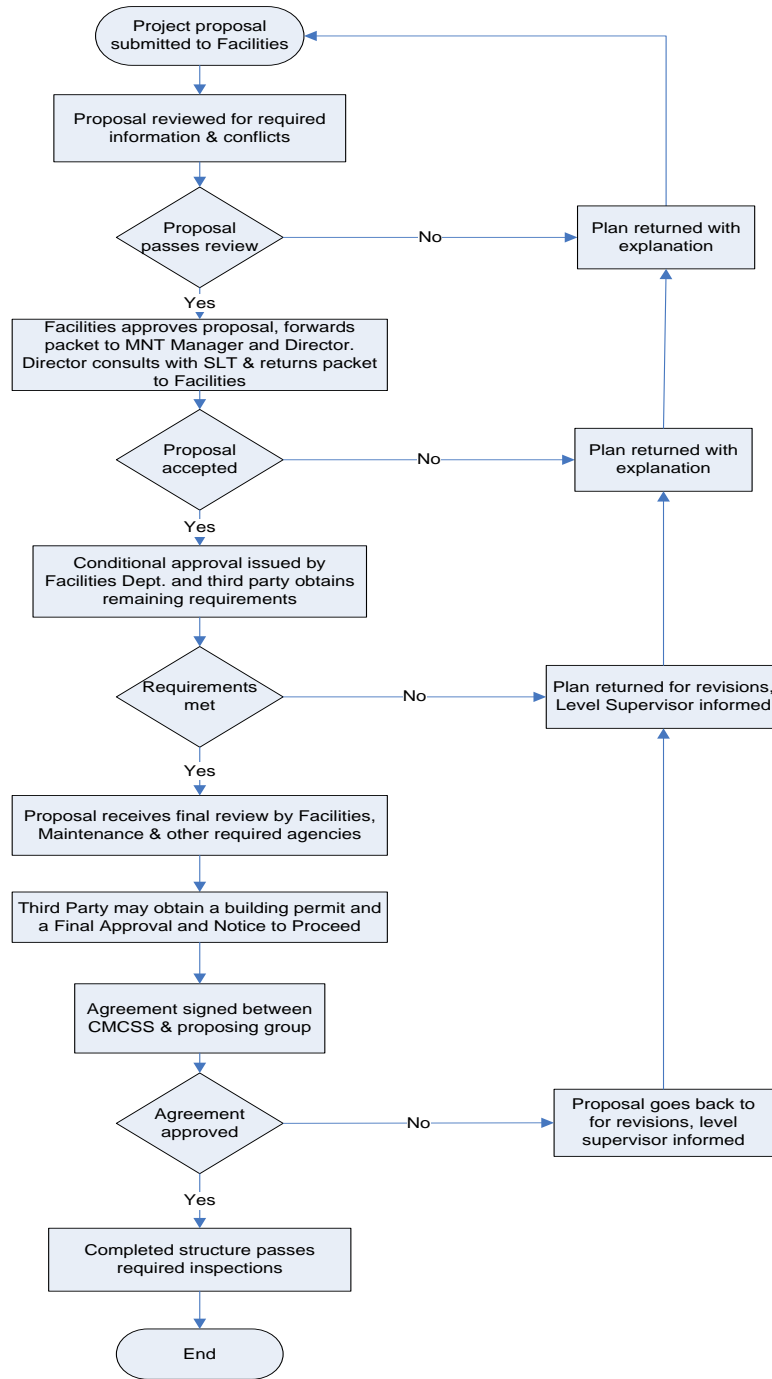 Project proposal
submitted to Facilities
Proposal reviewed for required
information & conflicts
Proposal
passes review
No
Plan returned with
explanation
Yes
Facilities approves proposal, forwards
packet to MNT Manager and Director.
Director consults with SLT & returns packet
to Facilities
Proposal
accepted
No
Plan returned with
explanation
Yes
Conditional approval issued by
Facilities Dept. and third party obtains
remaining requirements
Requirements
met
No
Plan returned for revisions,
Level Supervisor informed
Yes
Proposal receives final review by Facilities,
Maintenance & other required agencies
Third Party may obtain a building permit and
a Final Approval and Notice to Proceed
Agreement signed between
CMCSS & proposing group
Agreement
approved
No
Proposal goes back to
for revisions, level
supervisor informed
Yes
Completed structure passes
required inspections
End